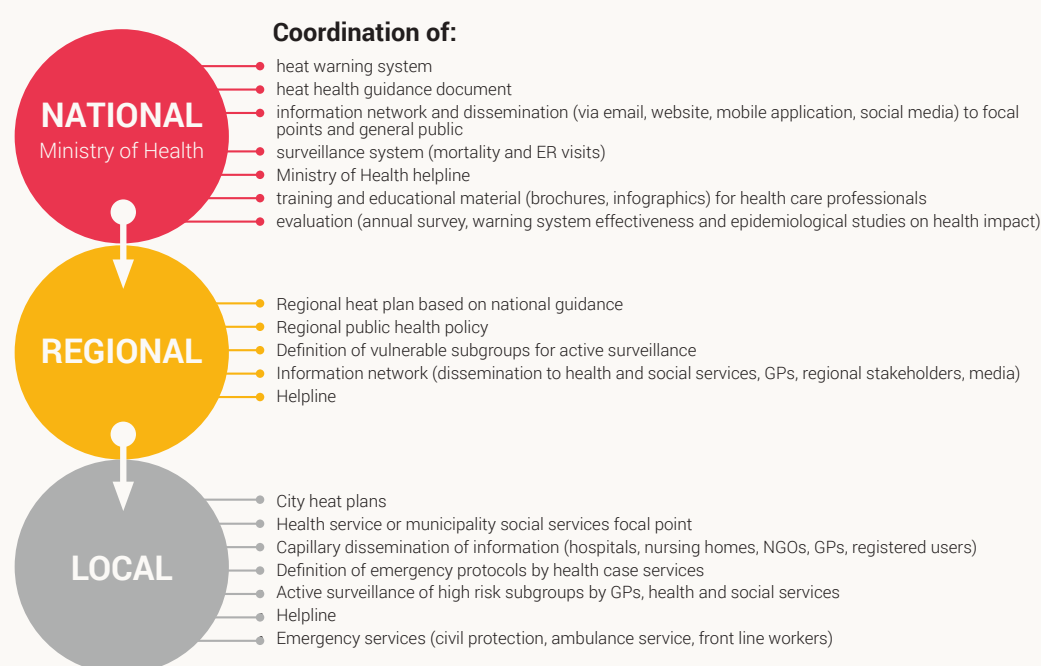 Coordination of:
NATIONAL
Ministry of Health
heat warning system
heat health guidance document
information network and dissemination (via email, website, mobile application, social media) to focal
points and general public
surveillance system (mortality and ER visits)
Ministry of Health helpline
training and educational material (brochures, infographics) for health care professionals
evaluation (annual survey, warning system effectiveness and epidemiological studies on health impact)
REGIONAL
Regional heat plan based on national guidance
Regional public health policy
Definition of vulnerable subgroups for active surveillance
Information network (dissemination to health and social services, GPs, regional stakeholders, media)
Helpline
LOCAL
City heat plans
Health service or municipality social services focal point
Capillary dissemination of information (hospitals, nursing homes, NGOs, GPs, registered users)
Definition of emergency protocols by health case services
Active surveillance of high risk subgroups by GPs, health and social services
Helpline
Emergency services (civil protection, ambulance service, front line workers)